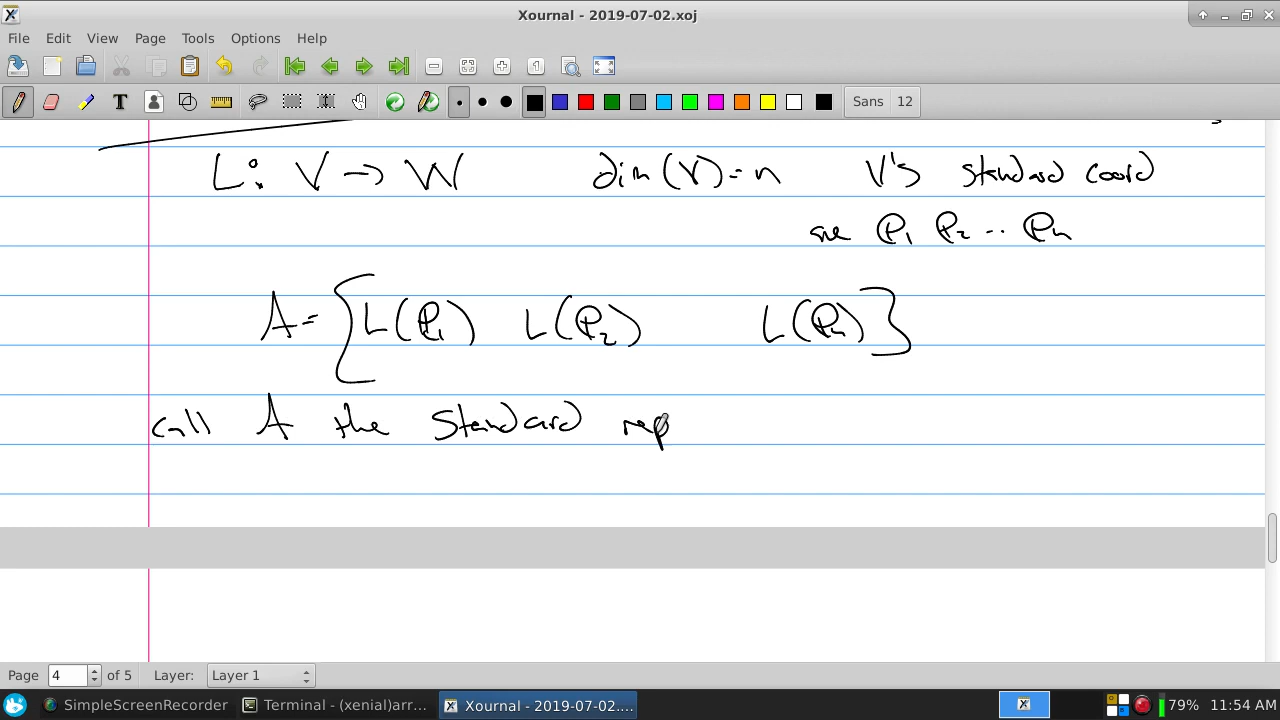 Xournal - 2019-07-02.xoj
File Edit View Page Tools Options Help
Sans 12
L: V → W dim(V)=n V's standard coord
are e₁ e₂ .. eₙ
A = [L(e₁) L(e₂) L(eₙ)]
call A the standard rep
Page 4 of 5 Layer: Layer 1
SimpleScreenRecorder Terminal - (xenial)arr... Xournal - 2019-07-02.... 79% 11:54 AM